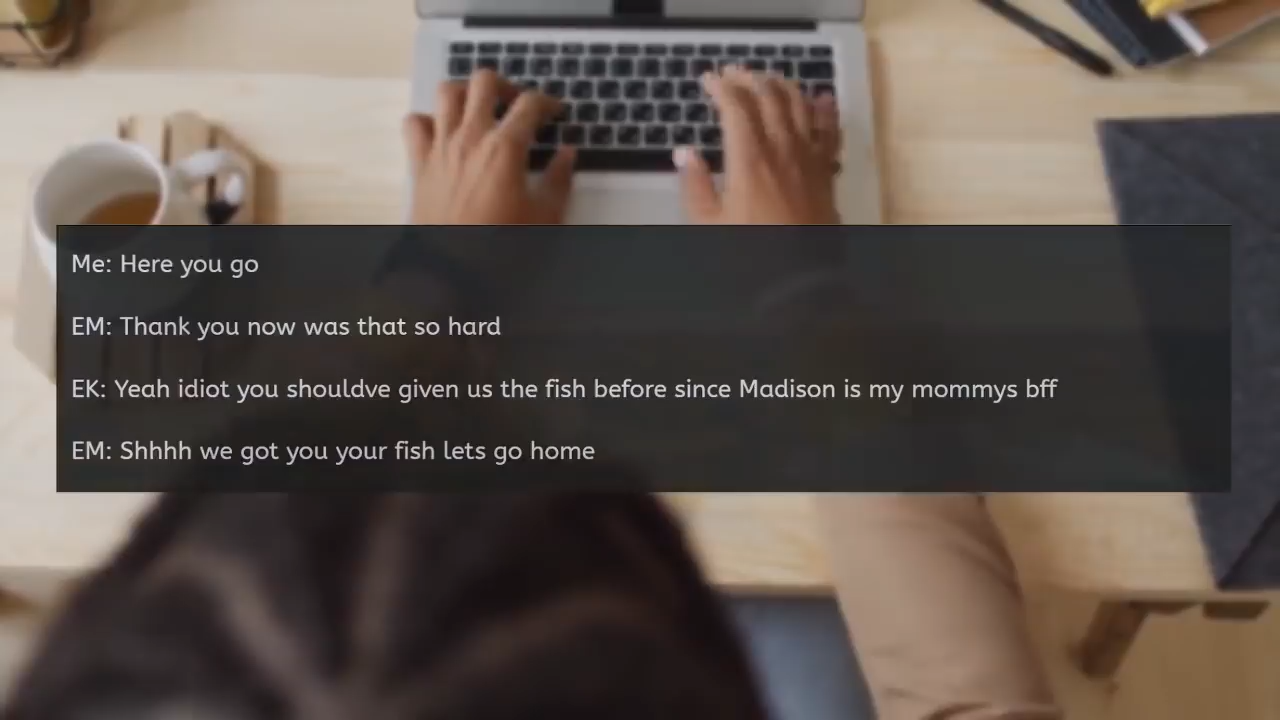 Me: Here you go
EM: Thank you now was that so hard
EK: Yeah idiot you shouldve given us the fish before since Madison is my mommys bff
EM: Shhhh we got you your fish lets go home